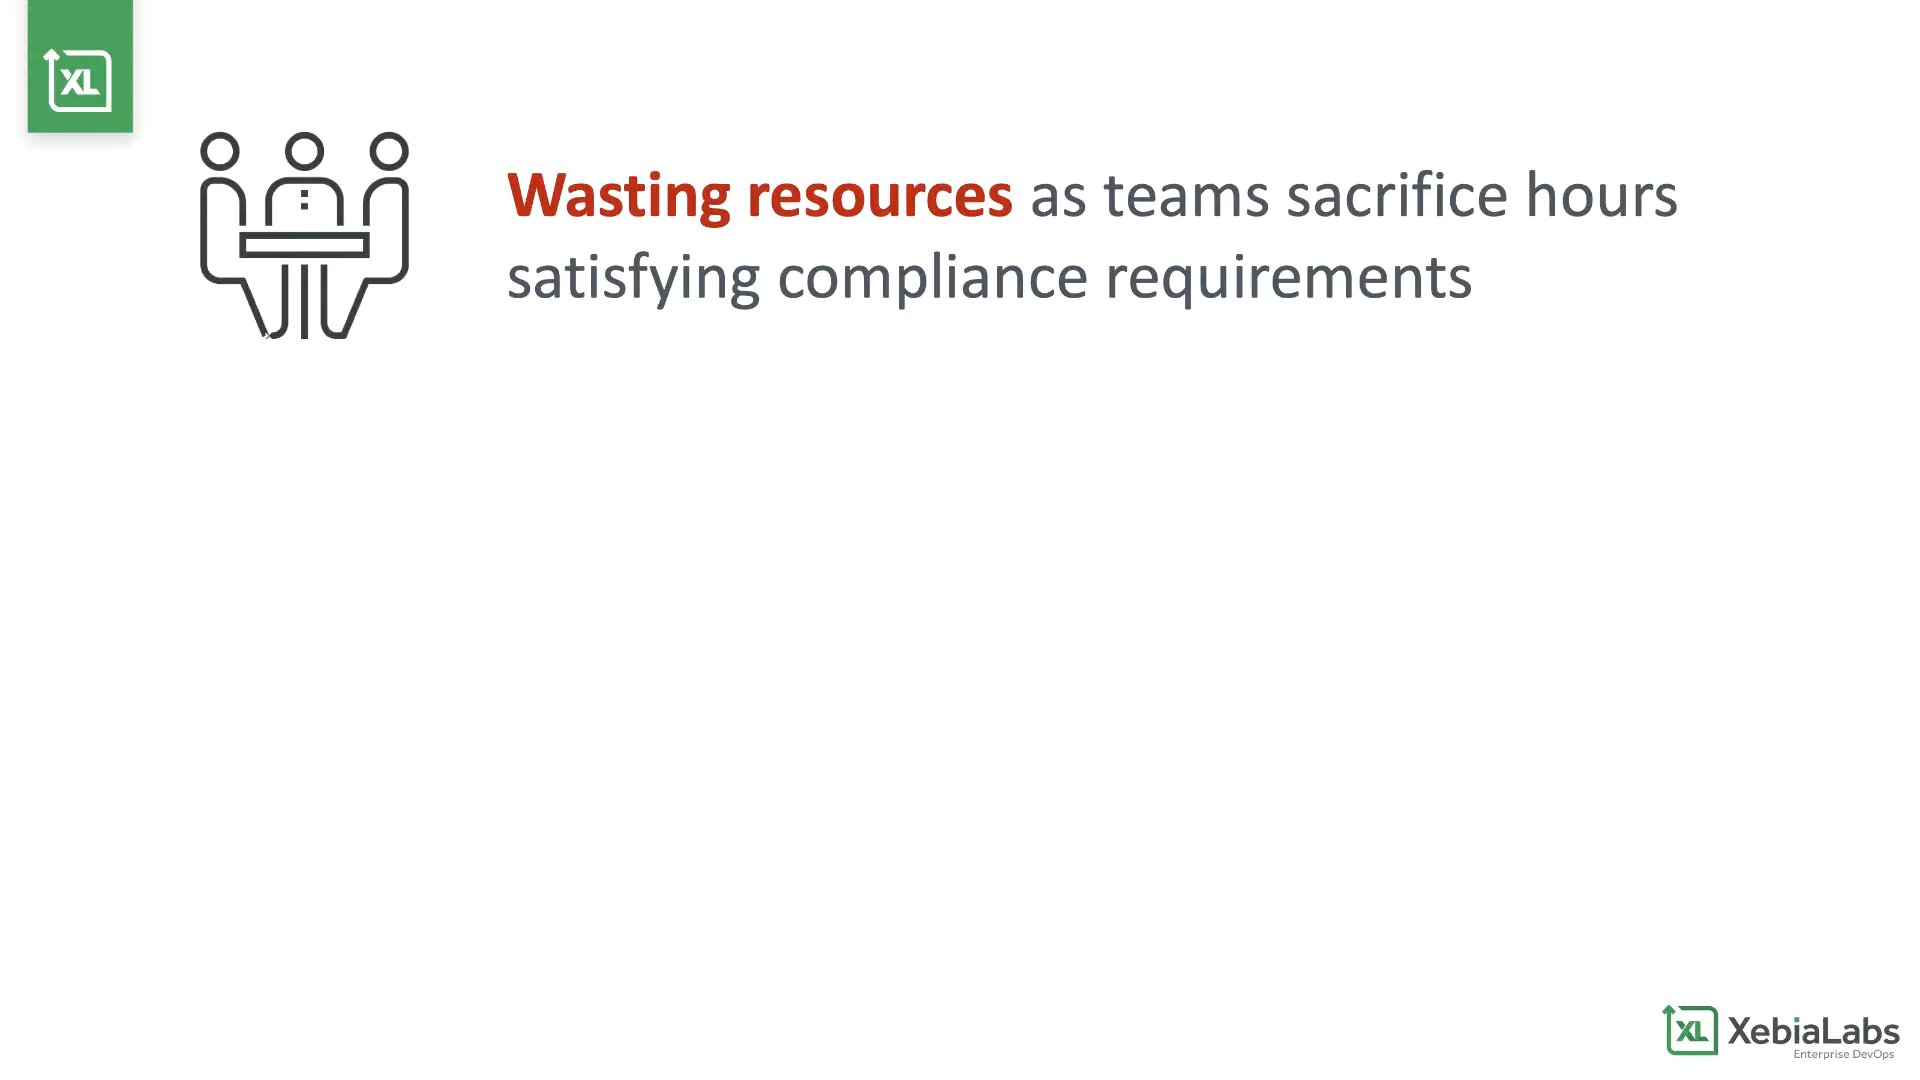 XL
Wasting resources as teams sacrifice hours
satisfying compliance requirements
XL XebiaLabs
Enterprise DevOps